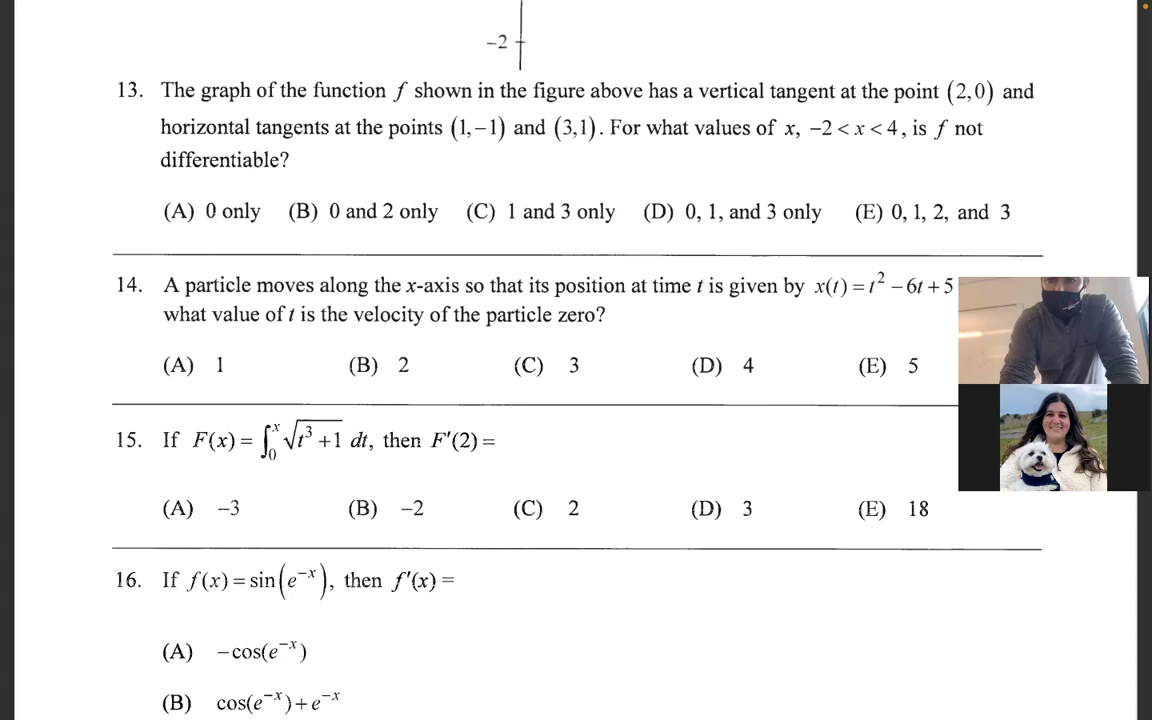 −2
13. The graph of the function f shown in the figure above has a vertical tangent at the point (2,0) and
horizontal tangents at the points (1,−1) and (3,1). For what values of x, −2 < x < 4, is f not
differentiable?
(A) 0 only (B) 0 and 2 only (C) 1 and 3 only (D) 0, 1, and 3 only (E) 0, 1, 2, and 3
14. A particle moves along the x-axis so that its position at time t is given by x(t) = t² − 6t + 5
what value of t is the velocity of the particle zero?
(A) 1 (B) 2 (C) 3 (D) 4 (E) 5
15. If F(x) = ∫₀ˣ √(t³ + 1) dt, then F′(2) =
(A) −3 (B) −2 (C) 2 (D) 3 (E) 18
16. If f(x) = sin(e⁻ˣ), then f′(x) =
(A) −cos(e⁻ˣ)
(B) cos(e⁻ˣ) + e⁻ˣ